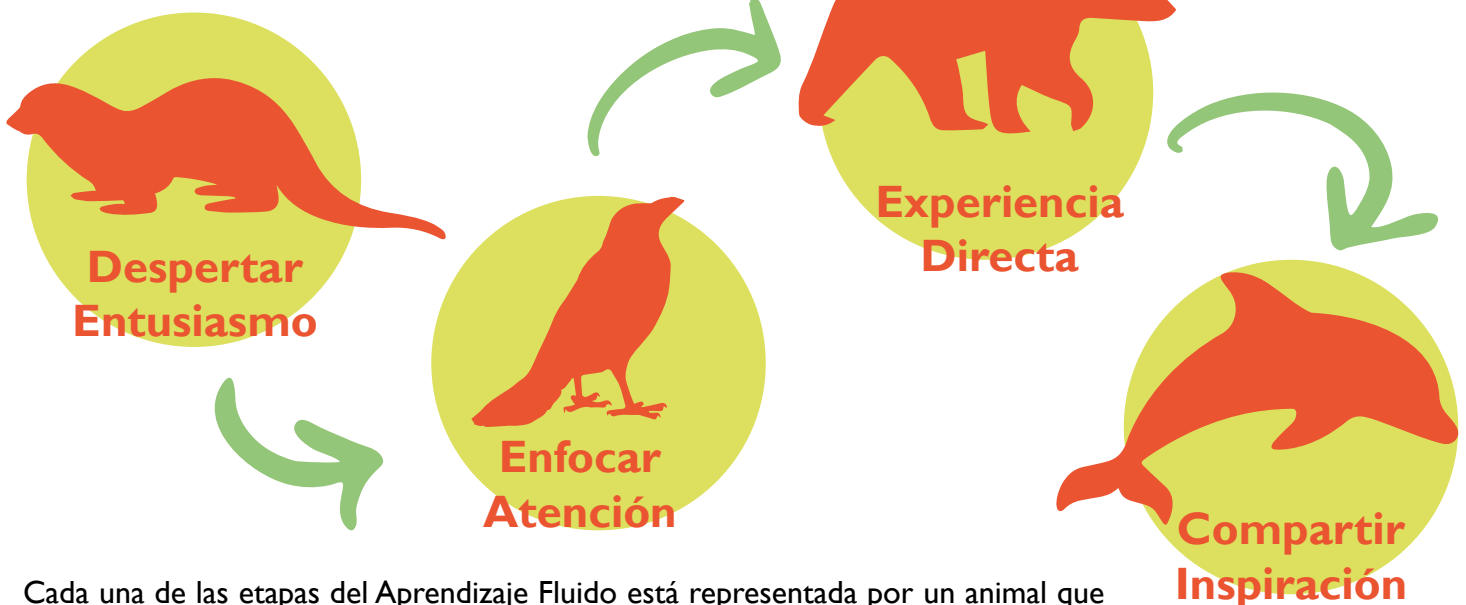 Despertar
Entusiasmo
Enfocar
Atención
Experiencia
Directa
Compartir
Inspiración
Cada una de las etapas del Aprendizaje Fluido está representada por un animal que